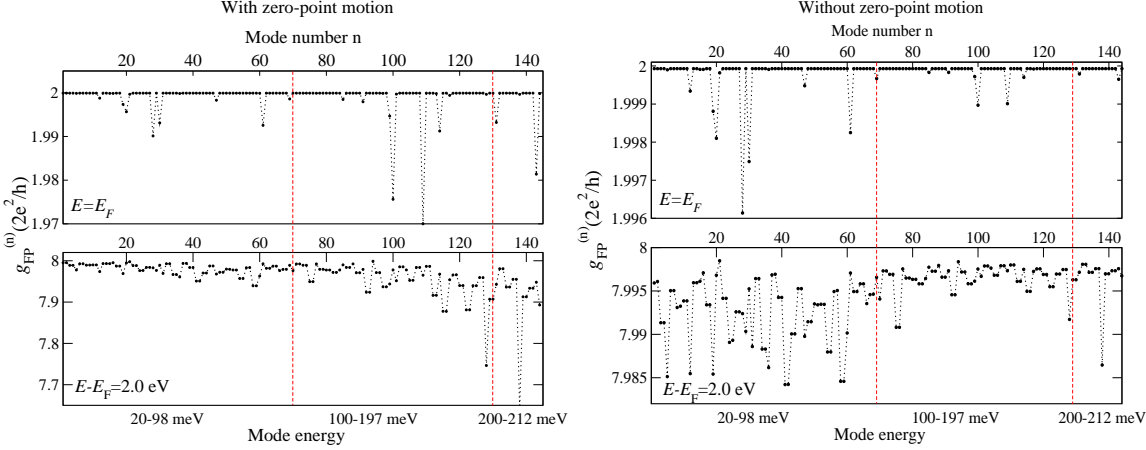 With zero-point motion
Mode number n
20 40 60 80 100 120 140
2
1.99
1.98
1.97
E=E_F
g_FP^(n)(2e^2/h)
20 40 60 80 100 120 140
8
7.9
7.8
7.7
E-E_F=2.0 eV
20-98 meV 100-197 meV 200-212 meV
Mode energy
Without zero-point motion
Mode number n
20 40 60 80 100 120 140
2
1.999
1.998
1.997
1.996
E=E_F
g_FP^(n)(2e^2/h)
20 40 60 80 100 120 140
8
7.995
7.99
7.985
E-E_F=2.0 eV
20-98 meV 100-197 meV 200-212 meV
Mode energy